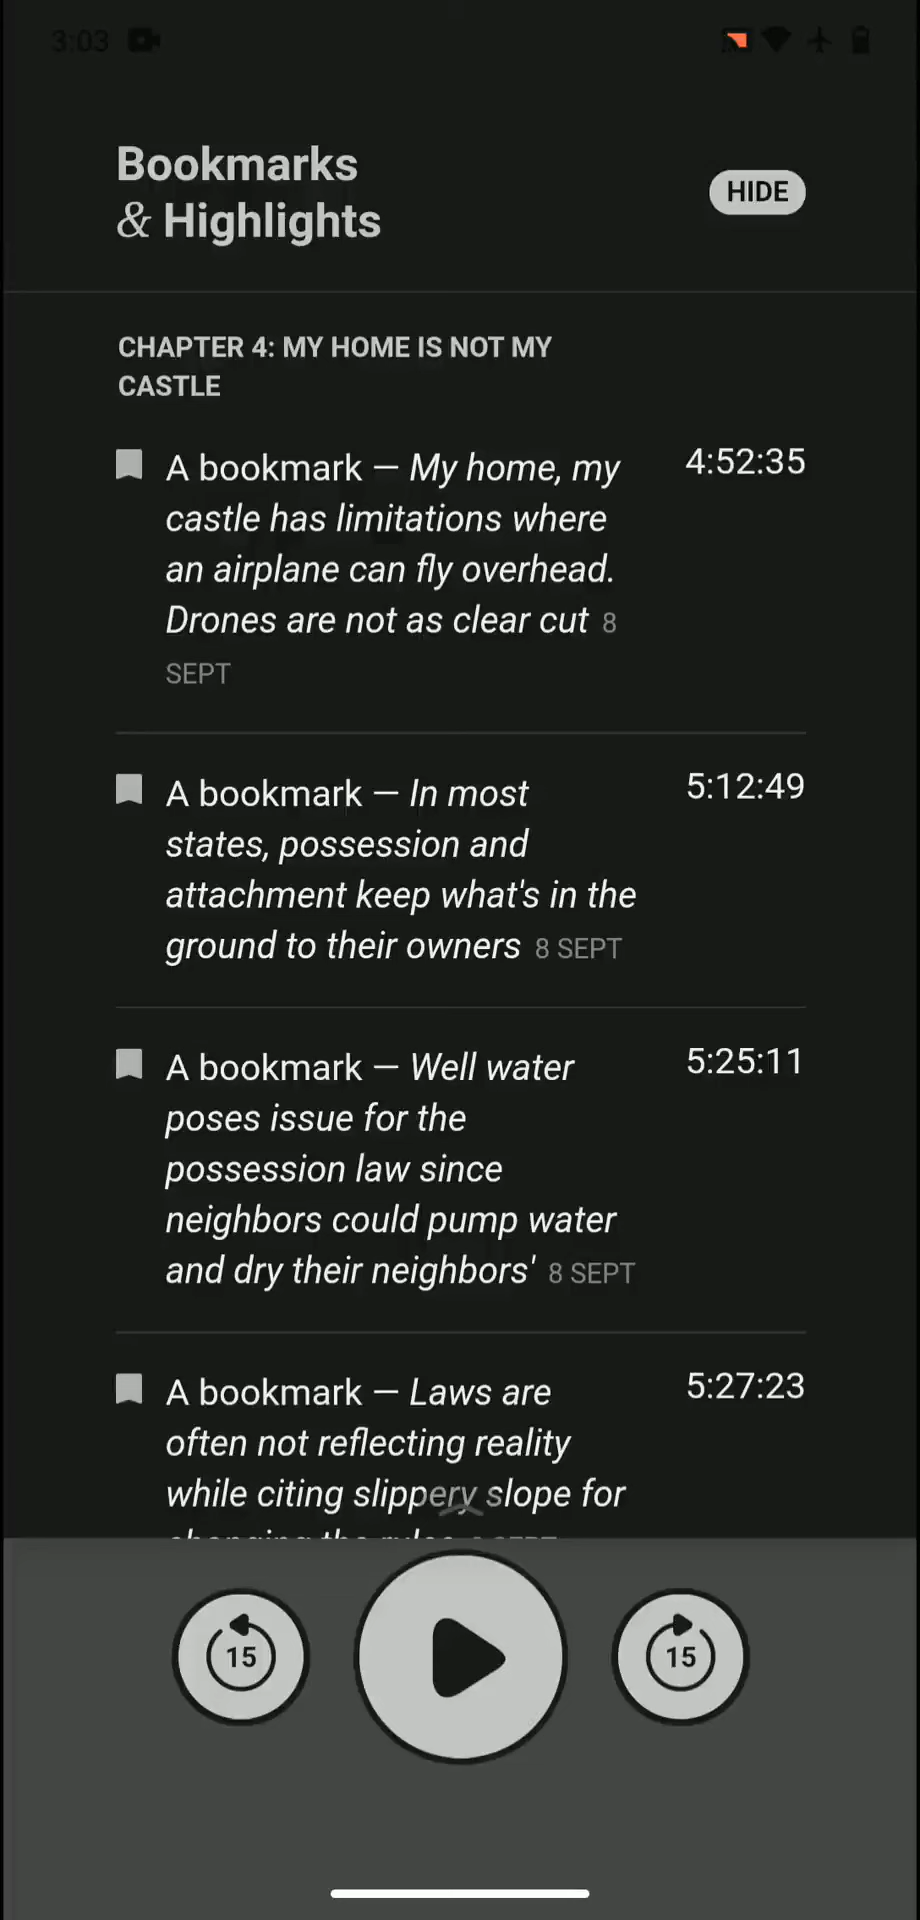 3:03
Bookmarks
& Highlights
HIDE
CHAPTER 4: MY HOME IS NOT MY
CASTLE
A bookmark — My home, my
castle has limitations where
an airplane can fly overhead.
Drones are not as clear cut 8
SEPT
4:52:35
A bookmark — In most
states, possession and
attachment keep what's in the
ground to their owners 8 SEPT
5:12:49
A bookmark — Well water
poses issue for the
possession law since
neighbors could pump water
and dry their neighbors' 8 SEPT
5:25:11
A bookmark — Laws are
often not reflecting reality
while citing slippery slope for
5:27:23
15
15